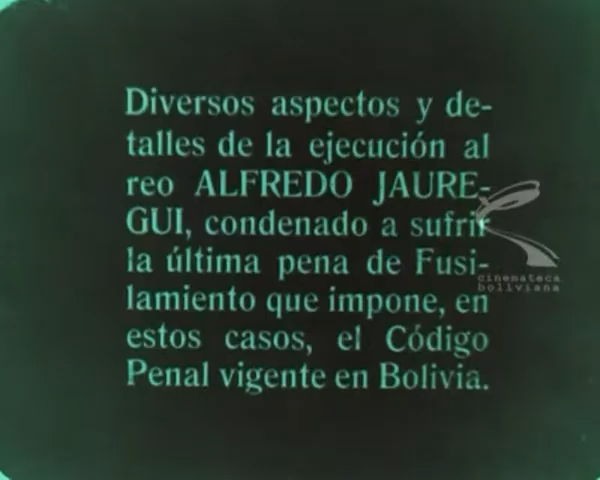 Diversos aspectos y de-
talles de la ejecución al
reo ALFREDO JAURE-
GUI, condenado a sufrir
la última pena de Fusi-
lamiento que impone, en
estos casos, el Código
Penal vigente en Bolivia.
cinemateca
boliviana